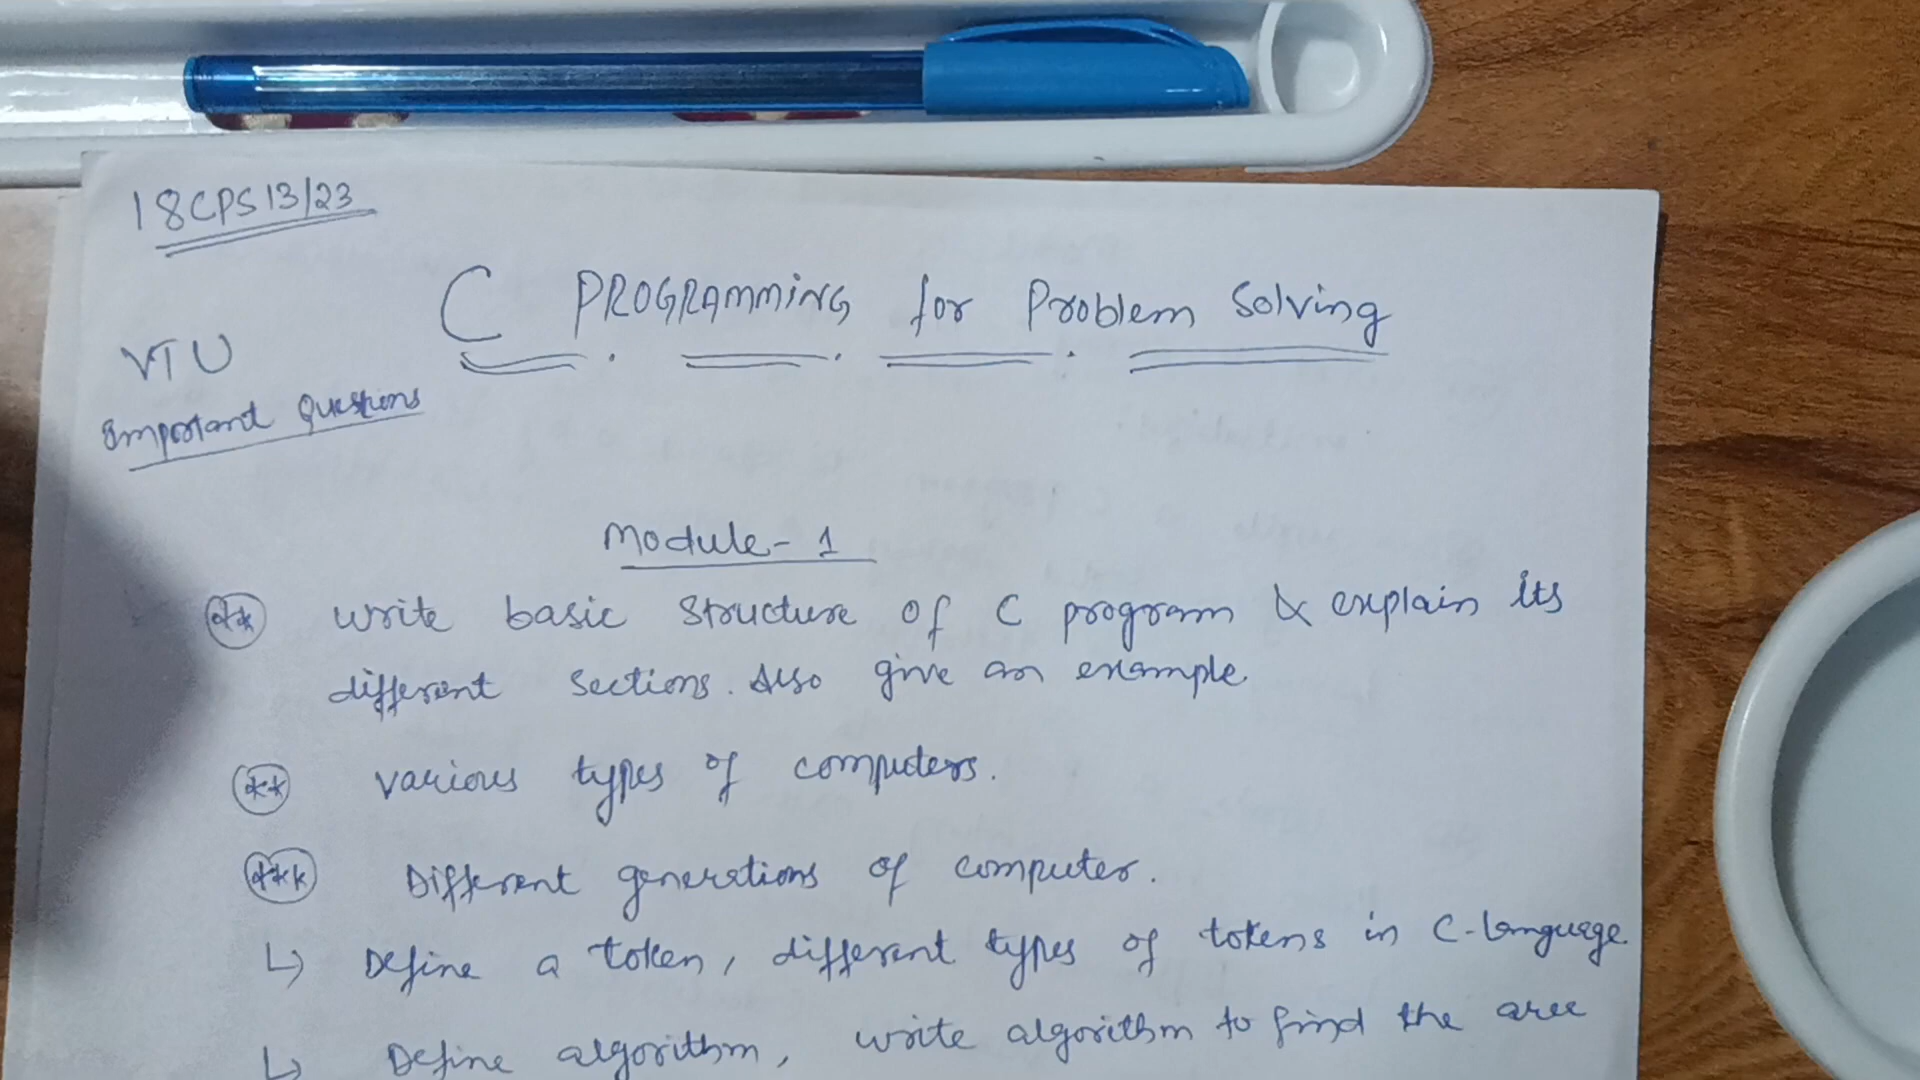 18CPS13/23
C PROGRAMMING for Problem Solving
VTU
Important Questions
Module-1
** write basic structure of C program & explain its
different sections. Also give an example.
** various types of computers.
*** Different generations of computer.
↳ Define a token, different types of tokens in C-language
↳ Define algorithm, write algorithm to find the area